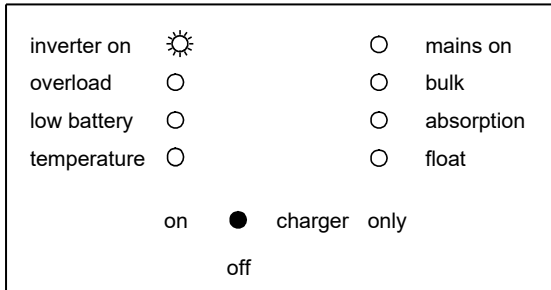 inverter on mains on
overload bulk
low battery absorption
temperature float
on charger only
off